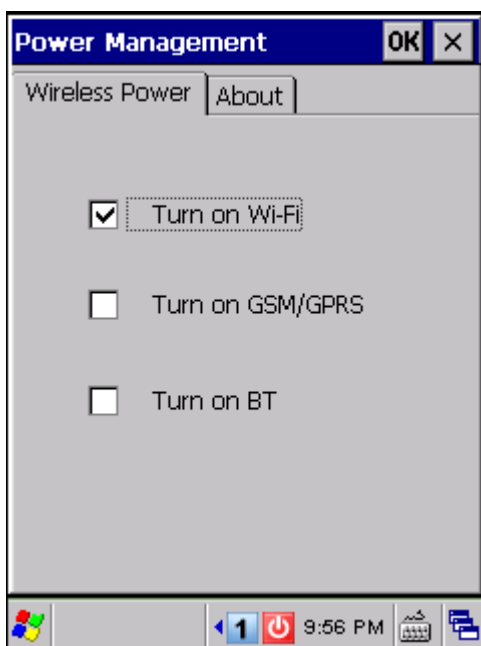 Power Management OK ×
Wireless Power About
Turn on Wi-Fi
Turn on GSM/GPRS
Turn on BT
1 9:56 PM